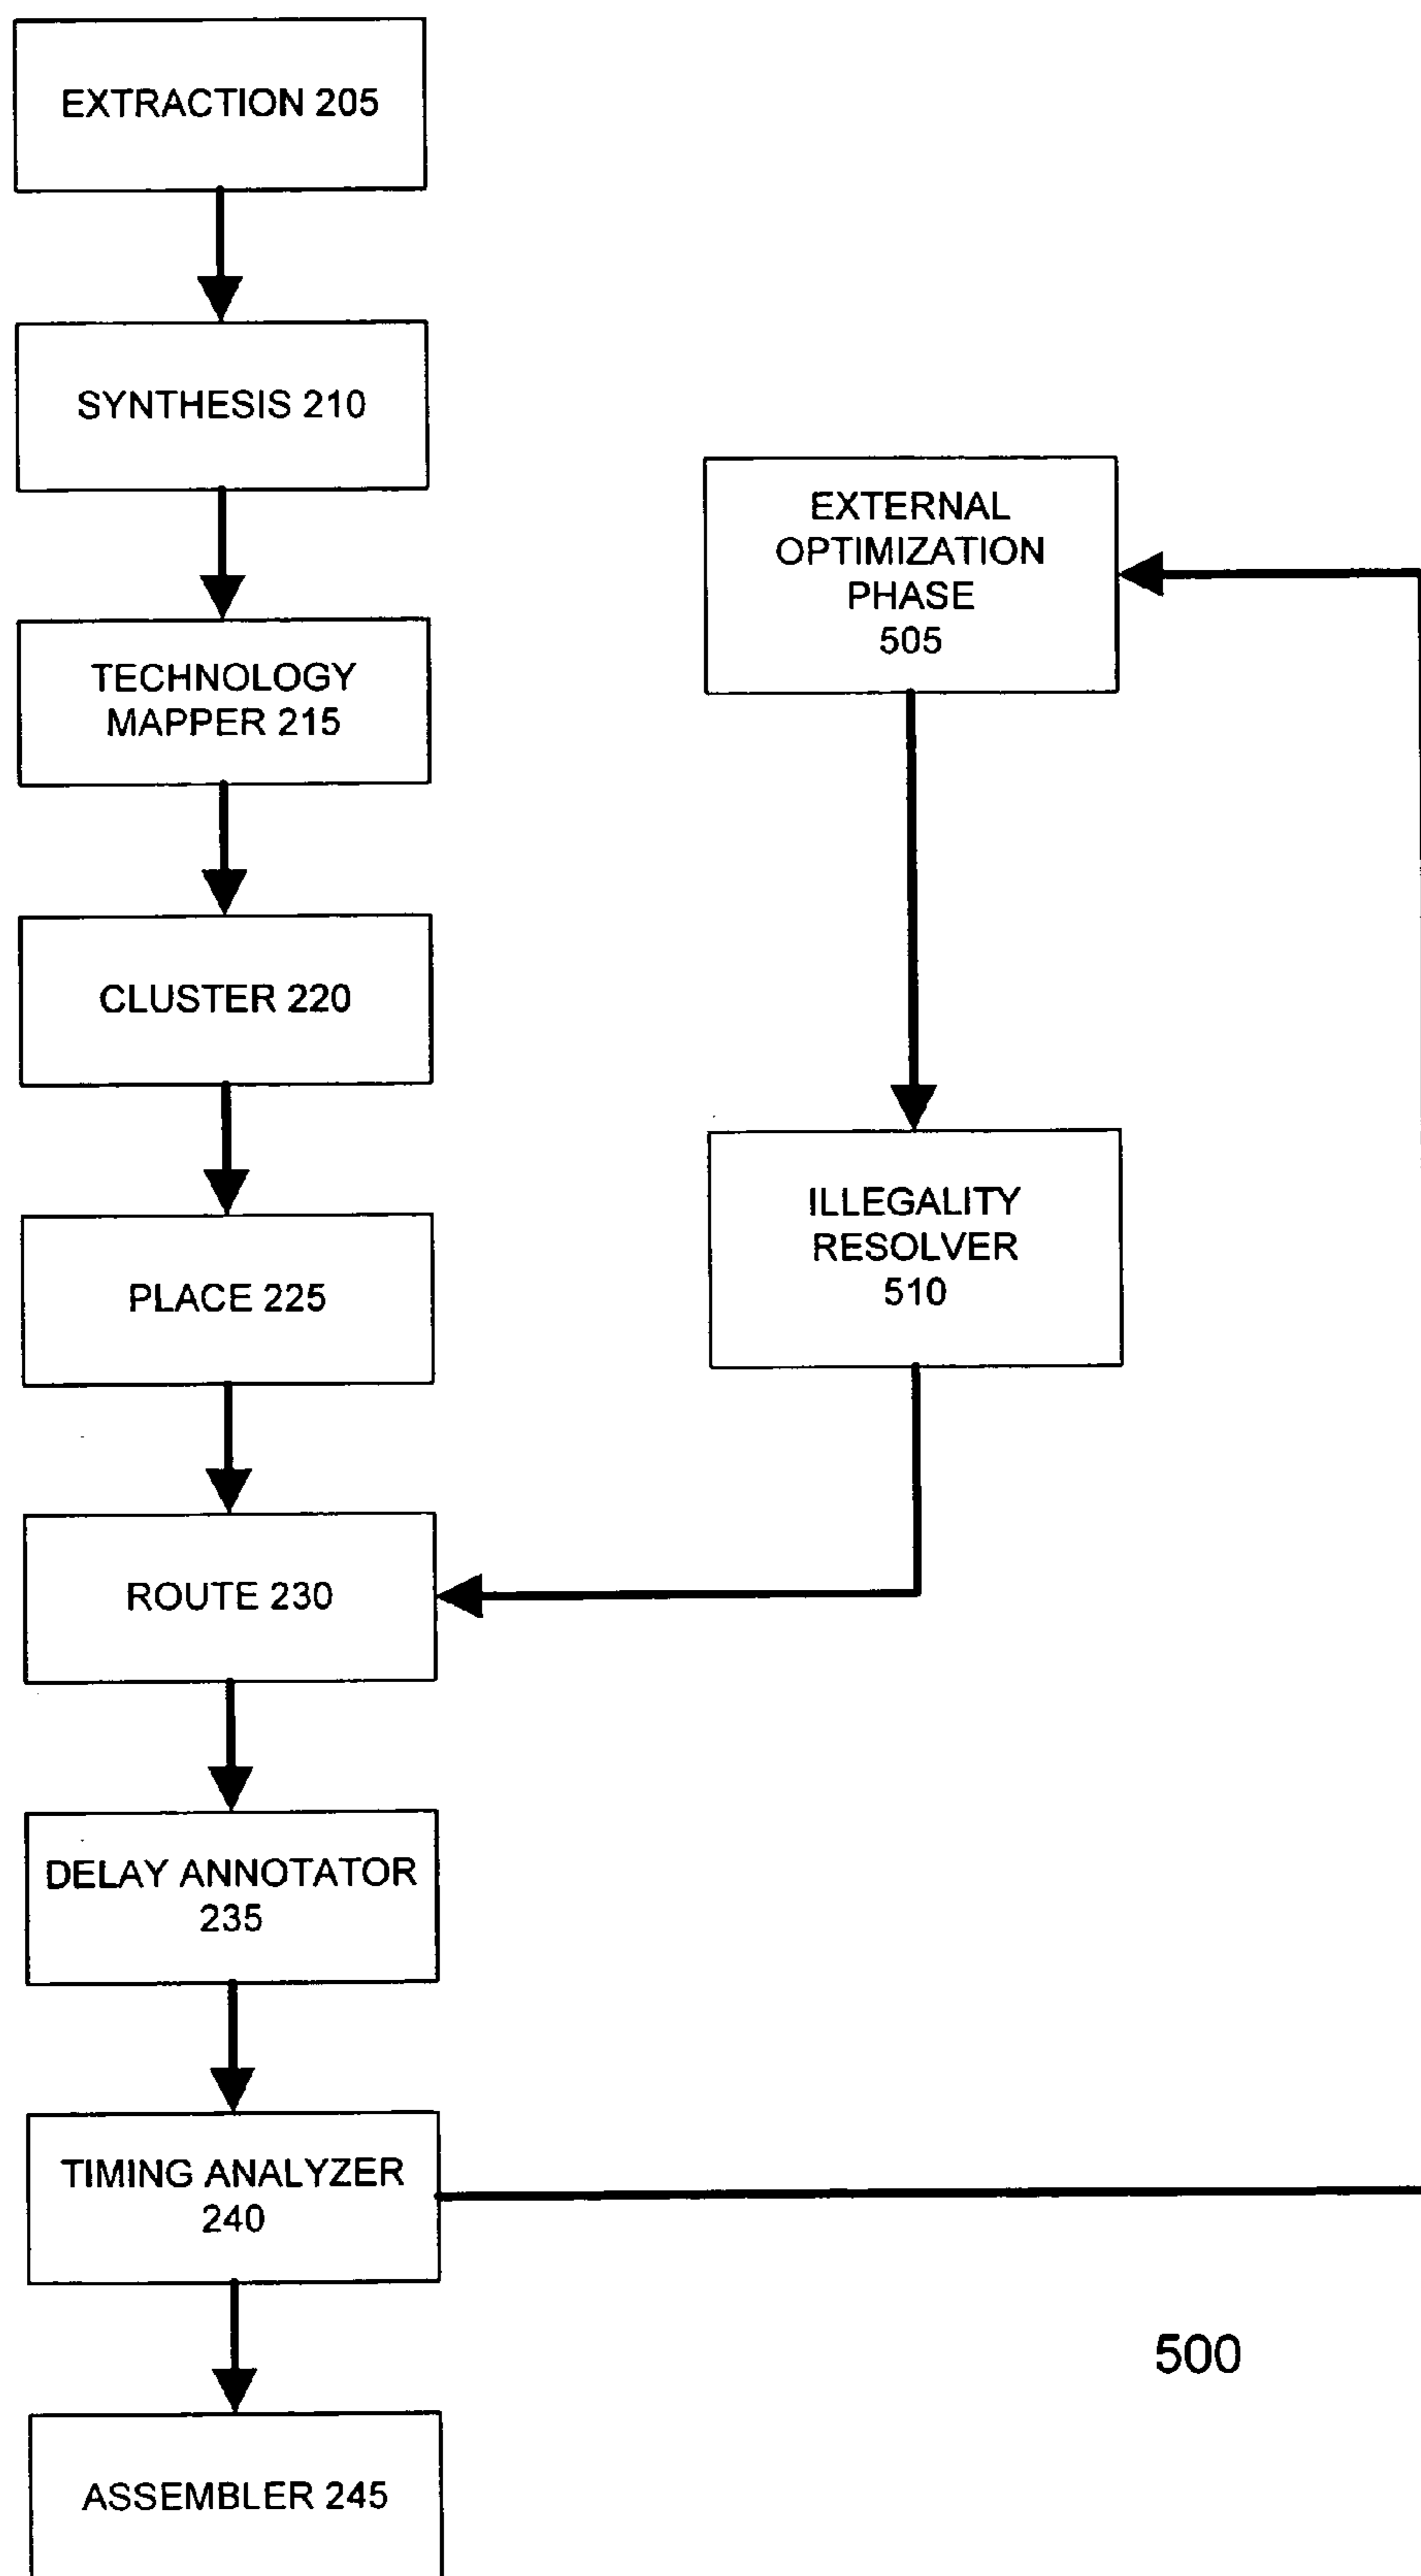 EXTRACTION 205
SYNTHESIS 210
TECHNOLOGY
MAPPER 215
CLUSTER 220
PLACE 225
ROUTE 230
DELAY ANNOTATOR
235
TIMING ANALYZER
240
ASSEMBLER 245
EXTERNAL
OPTIMIZATION
PHASE
505
ILLEGALITY
RESOLVER
510
500